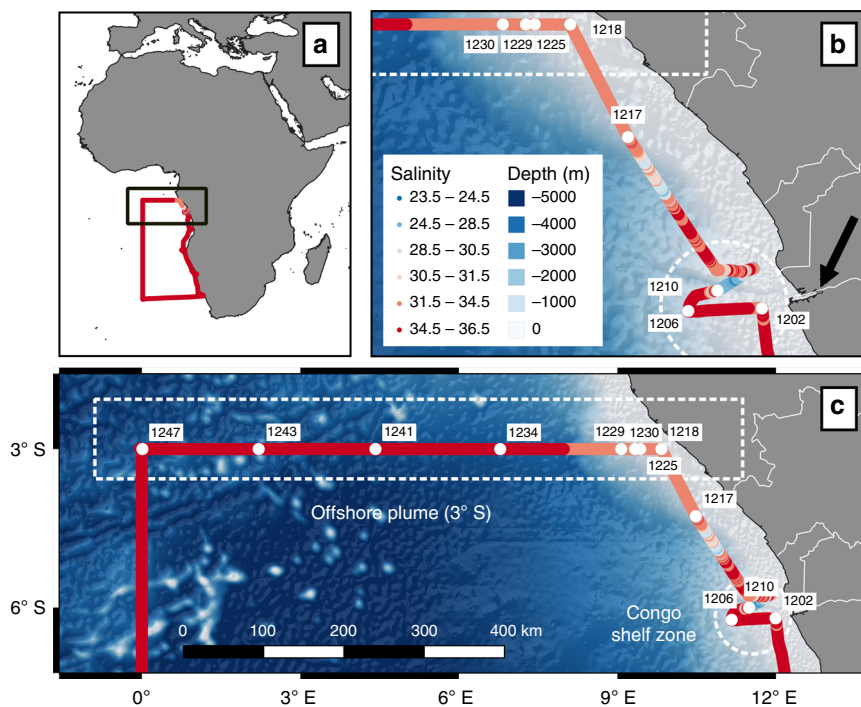 a
b
1230 1229 1225
1218
1217
Salinity
23.5 – 24.5
24.5 – 28.5
28.5 – 30.5
30.5 – 31.5
31.5 – 34.5
34.5 – 36.5
Depth (m)
–5000
–4000
–3000
–2000
–1000
0
1210
1206
1202
c
1247
1243
1241
1234
1229 1230 1218
1225
1217
Offshore plume (3° S)
1210
1206
1202
Congo
shelf zone
0 100 200 300 400 km
3° S
6° S
0° 3° E 6° E 9° E 12° E